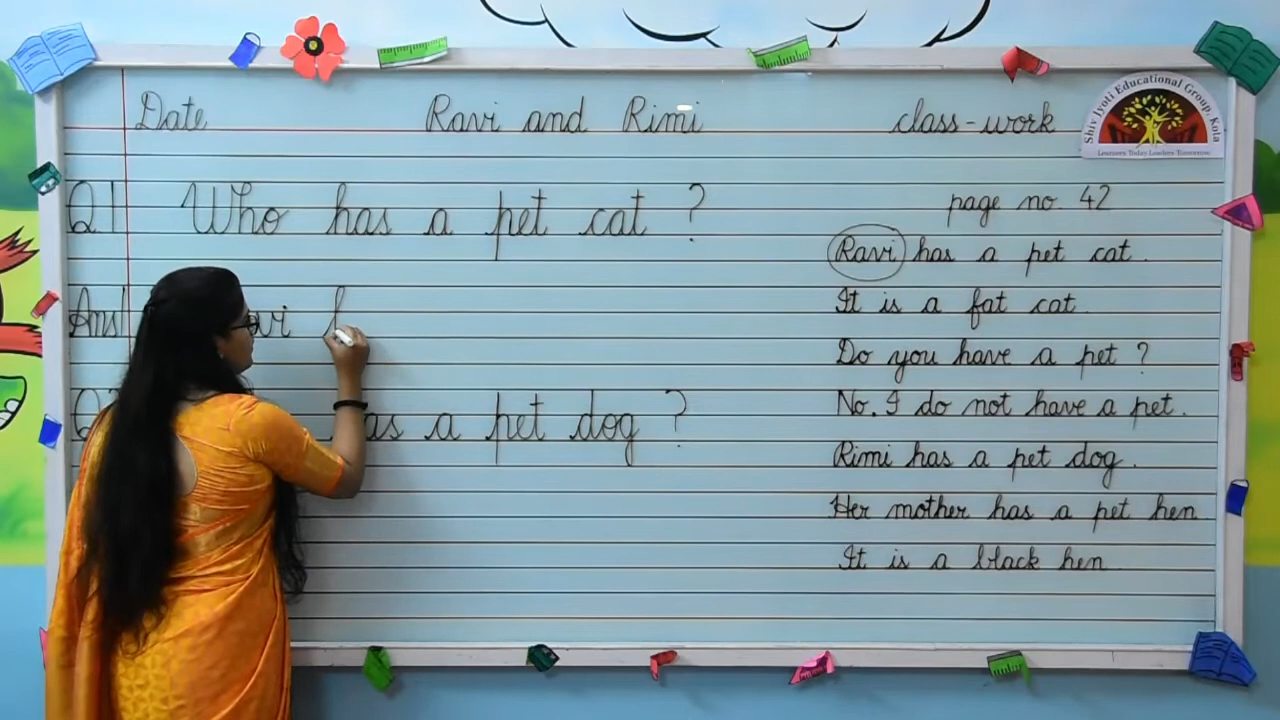 Date Ravi and Rimi class-work
Shiv Jyoti Educational Group, Kota
Learners Today Leaders Tomorrow
Q1 Who has a pet cat ?
Ans1 h
has a pet dog ?
page no. 42
Ravi has a pet cat.
It is a fat cat.
Do you have a pet ?
No. I do not have a pet.
Rimi has a pet dog.
Her mother has a pet hen.
It is a black hen